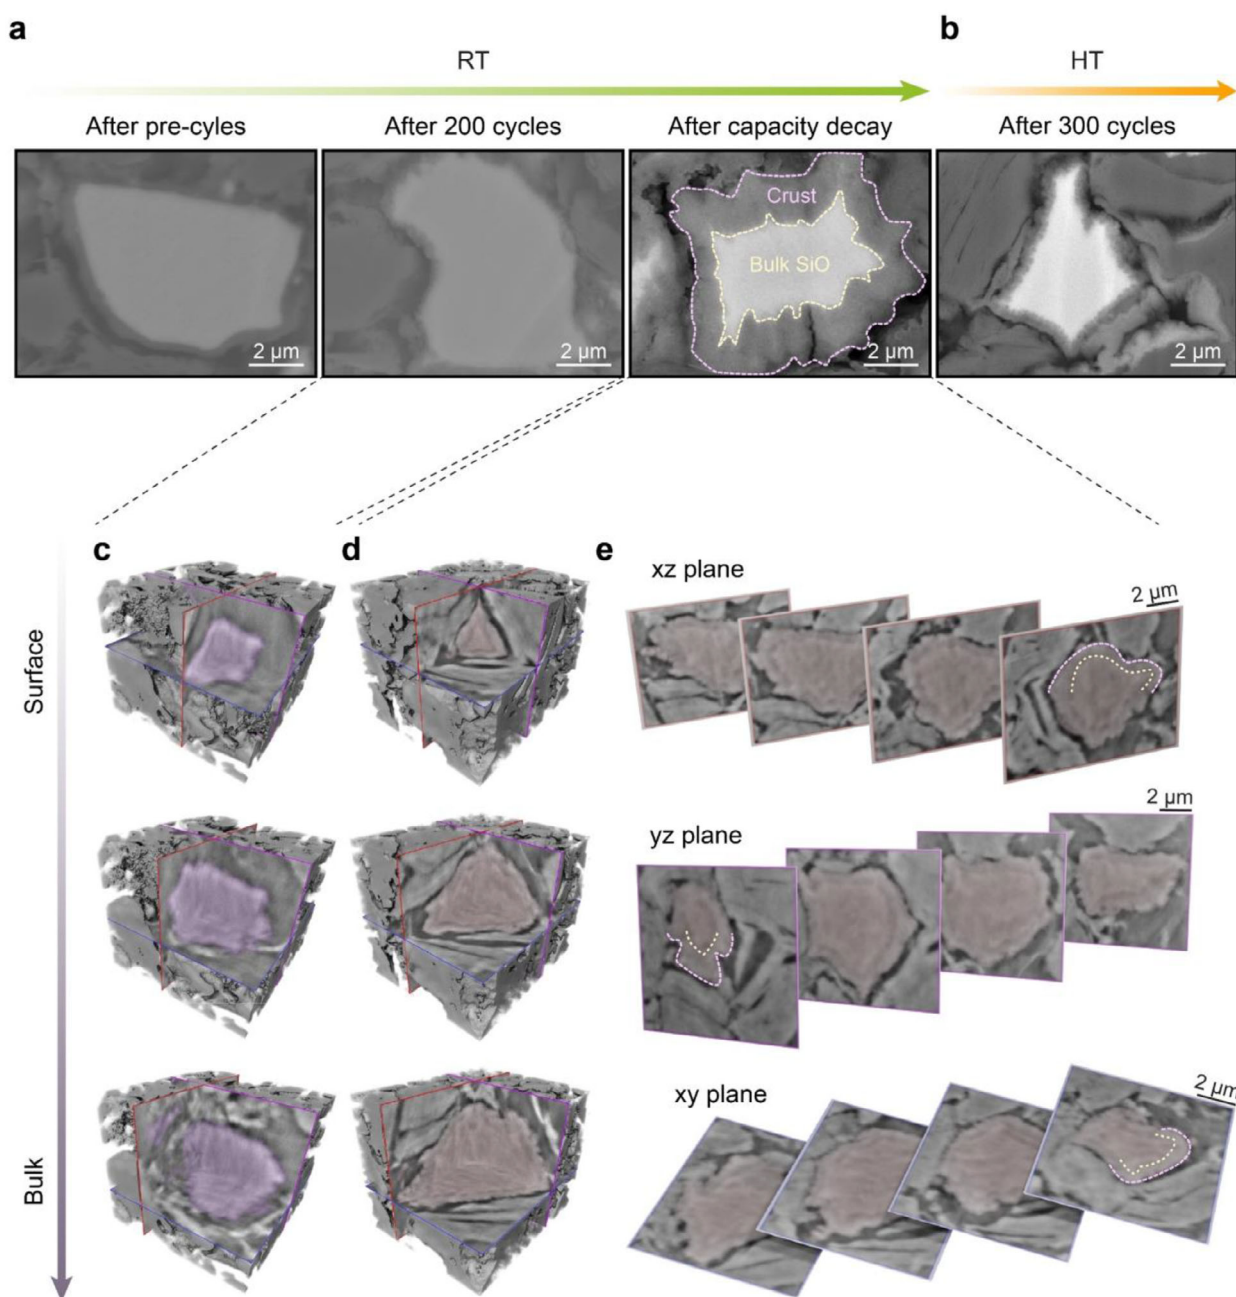 a
b
RT
HT
After pre-cyles
After 200 cycles
After capacity decay
After 300 cycles
Crust
Bulk SiO
2 μm
2 μm
2 μm
2 μm
c
d
e
xz plane
2 μm
Surface
yz plane
2 μm
xy plane
2 μm
Bulk